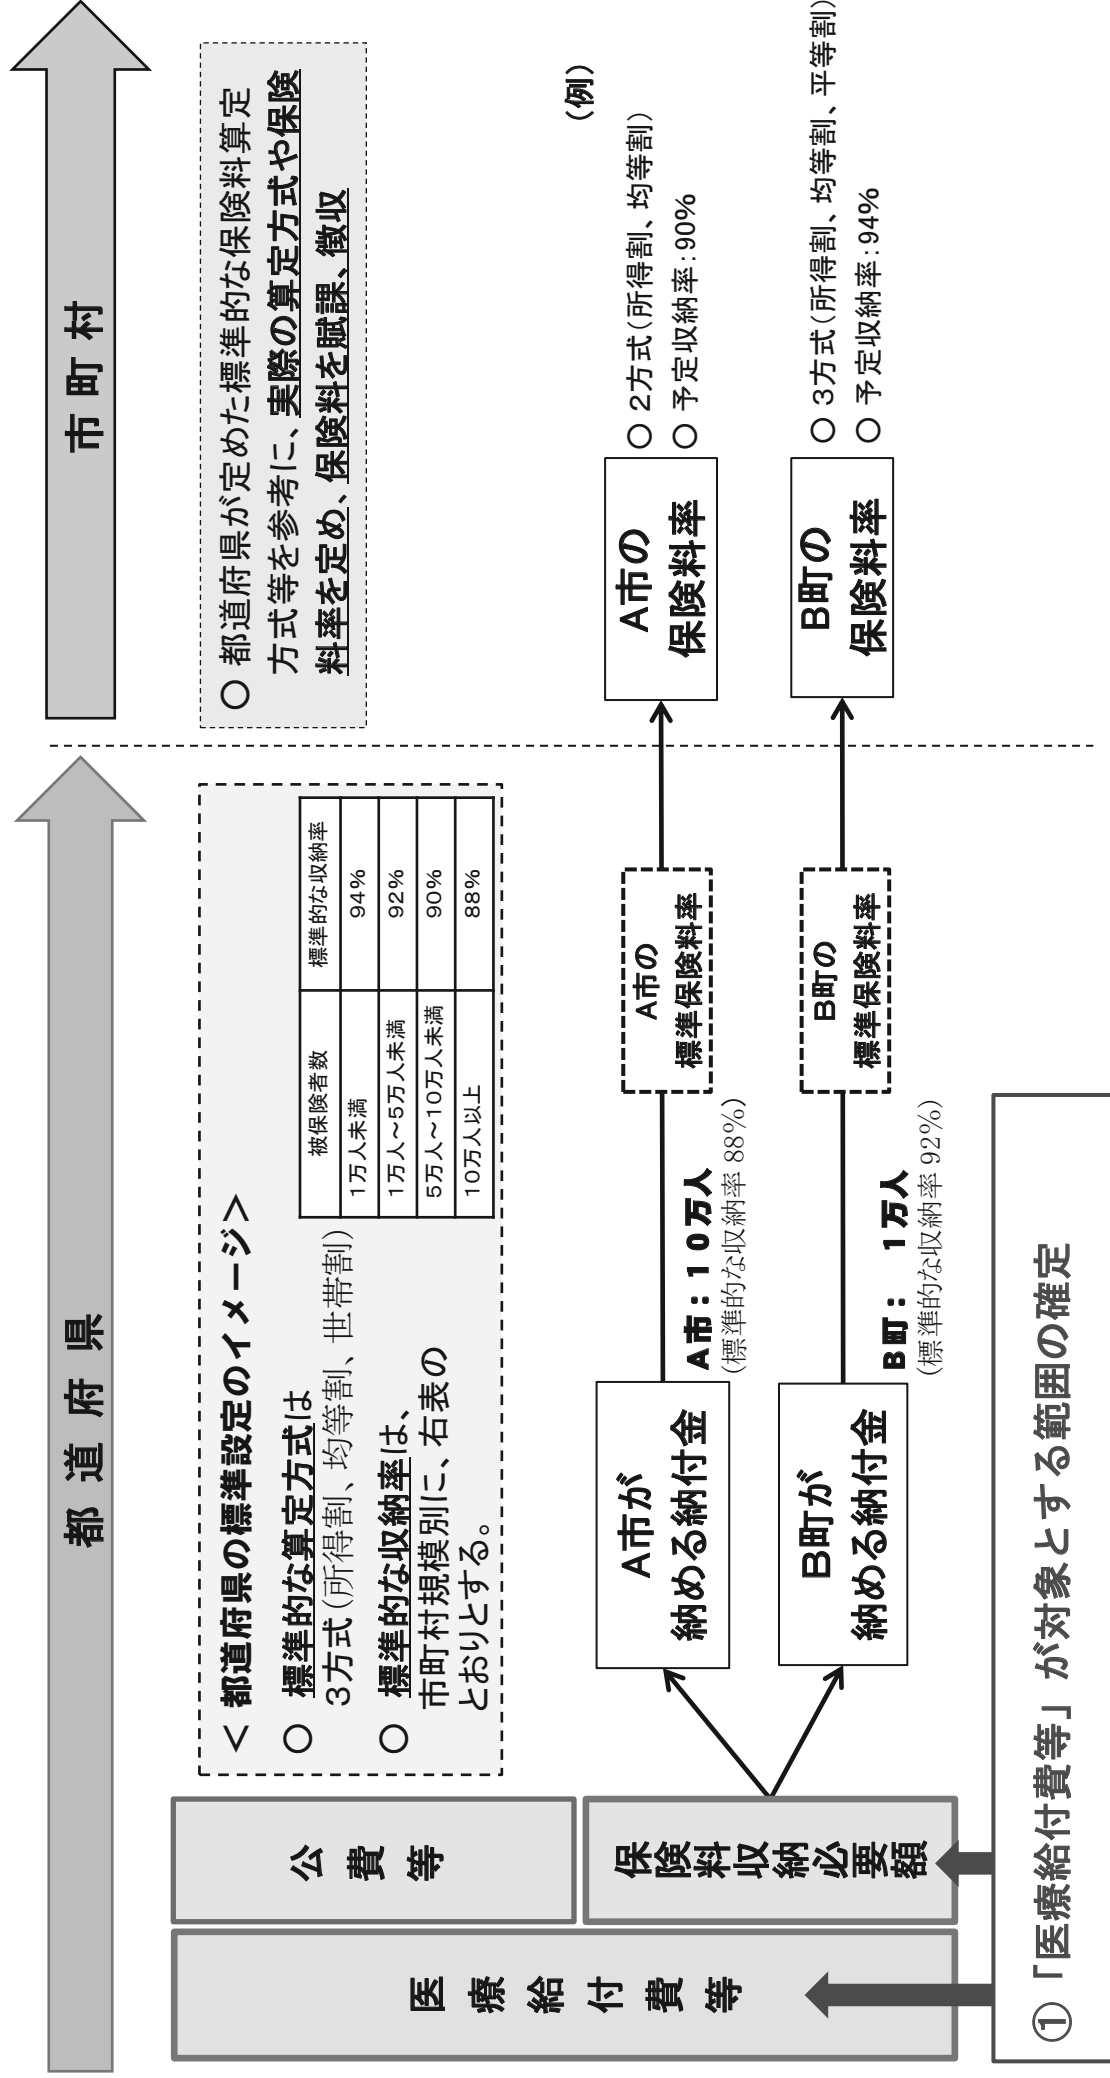 都道府県
市町村
＜都道府県の標準設定のイメージ＞
○ 標準的な算定方式は
3方式(所得割、均等割、世帯割)
○ 標準的な収納率は、
市町村規模別に、右表の
とおりとする。
被保険者数 標準的な収納率
1万人未満 94%
1万人～5万人未満 92%
5万人～10万人未満 90%
10万人以上 88%
○ 都道府県が定めた標準的な保険料算定
方式等を参考に、実際の算定方式や保険
料率を定め、保険料を賦課、徴収
公費等
保険料収納必要額
医療給付費等
A市が
納める納付金
A市：10万人
(標準的な収納率 88%)
A市の
標準保険料率
A市の
保険料率
(例)
○ 2方式(所得割、均等割)
○ 予定収納率:90%
B町が
納める納付金
B町： 1万人
(標準的な収納率 92%)
B町の
標準保険料率
B町の
保険料率
○ 3方式(所得割、均等割、平等割)
○ 予定収納率:94%
①「医療給付費等」が対象とする範囲の確定